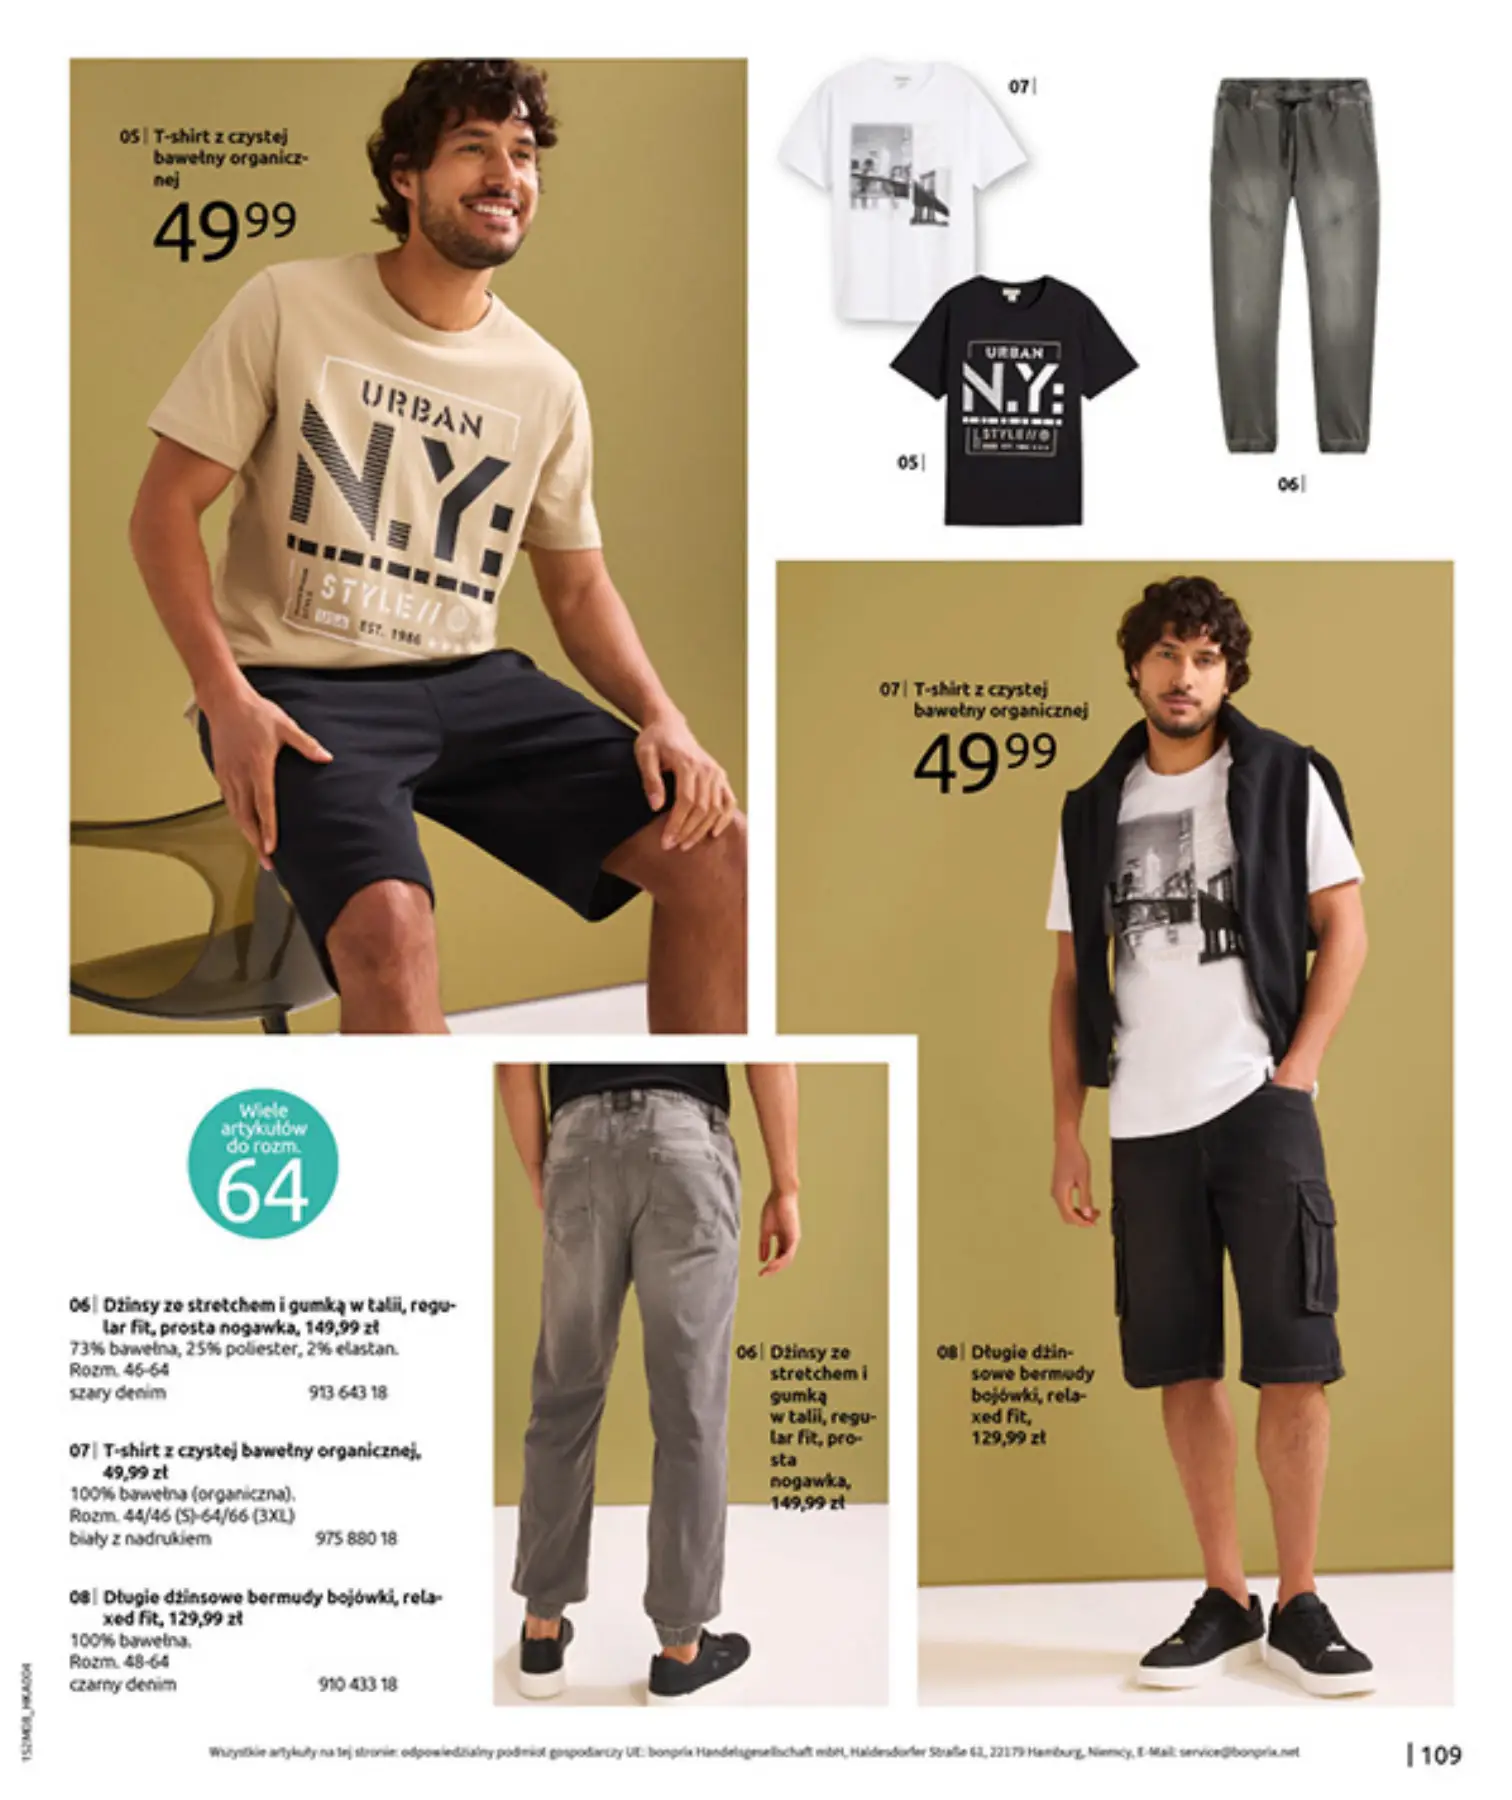 05| T-shirt z czystej
bawełny organicz-
nej
49 99
URBAN
N.Y:
STYLE//
EST. 1986
07|
URBAN
N.Y:
STYLE//
05|
06|
07| T-shirt z czystej
bawełny organicznej
49 99
Wiele
artykułów
do rozm.
64
06| Dżinsy ze stretchem i gumką w talii, regu-
lar fit, prosta nogawka, 149,99 zł
73% bawełna, 25% poliester, 2% elastan.
Rozm. 46-64
szary denim 913 643 18
07| T-shirt z czystej bawełny organicznej,
49,99 zł
100% bawełna (organiczna).
Rozm. 44/46 (S)-64/66 (3XL)
biały z nadrukiem 975 880 18
08| Długie dżinsowe bermudy bojówki, rela-
xed fit, 129,99 zł
100% bawełna.
Rozm. 48-64
czarny denim 910 433 18
06| Dżinsy ze
stretchem i
gumką
w talii, regu-
lar fit, pro-
sta
nogawka,
149,99 zł
08| Długie dżin-
sowe bermudy
bojówki, rela-
xed fit,
129,99 zł
152M08_HKA004
Wszystkie artykuły na tej stronie: odpowiedzialny podmiot gospodarczy UE: bonprix Handelsgesellschaft mbH, Haldesdorfer Straße 61, 22179 Hamburg, Niemcy, E-Mail: service@bonprix.net
| 109